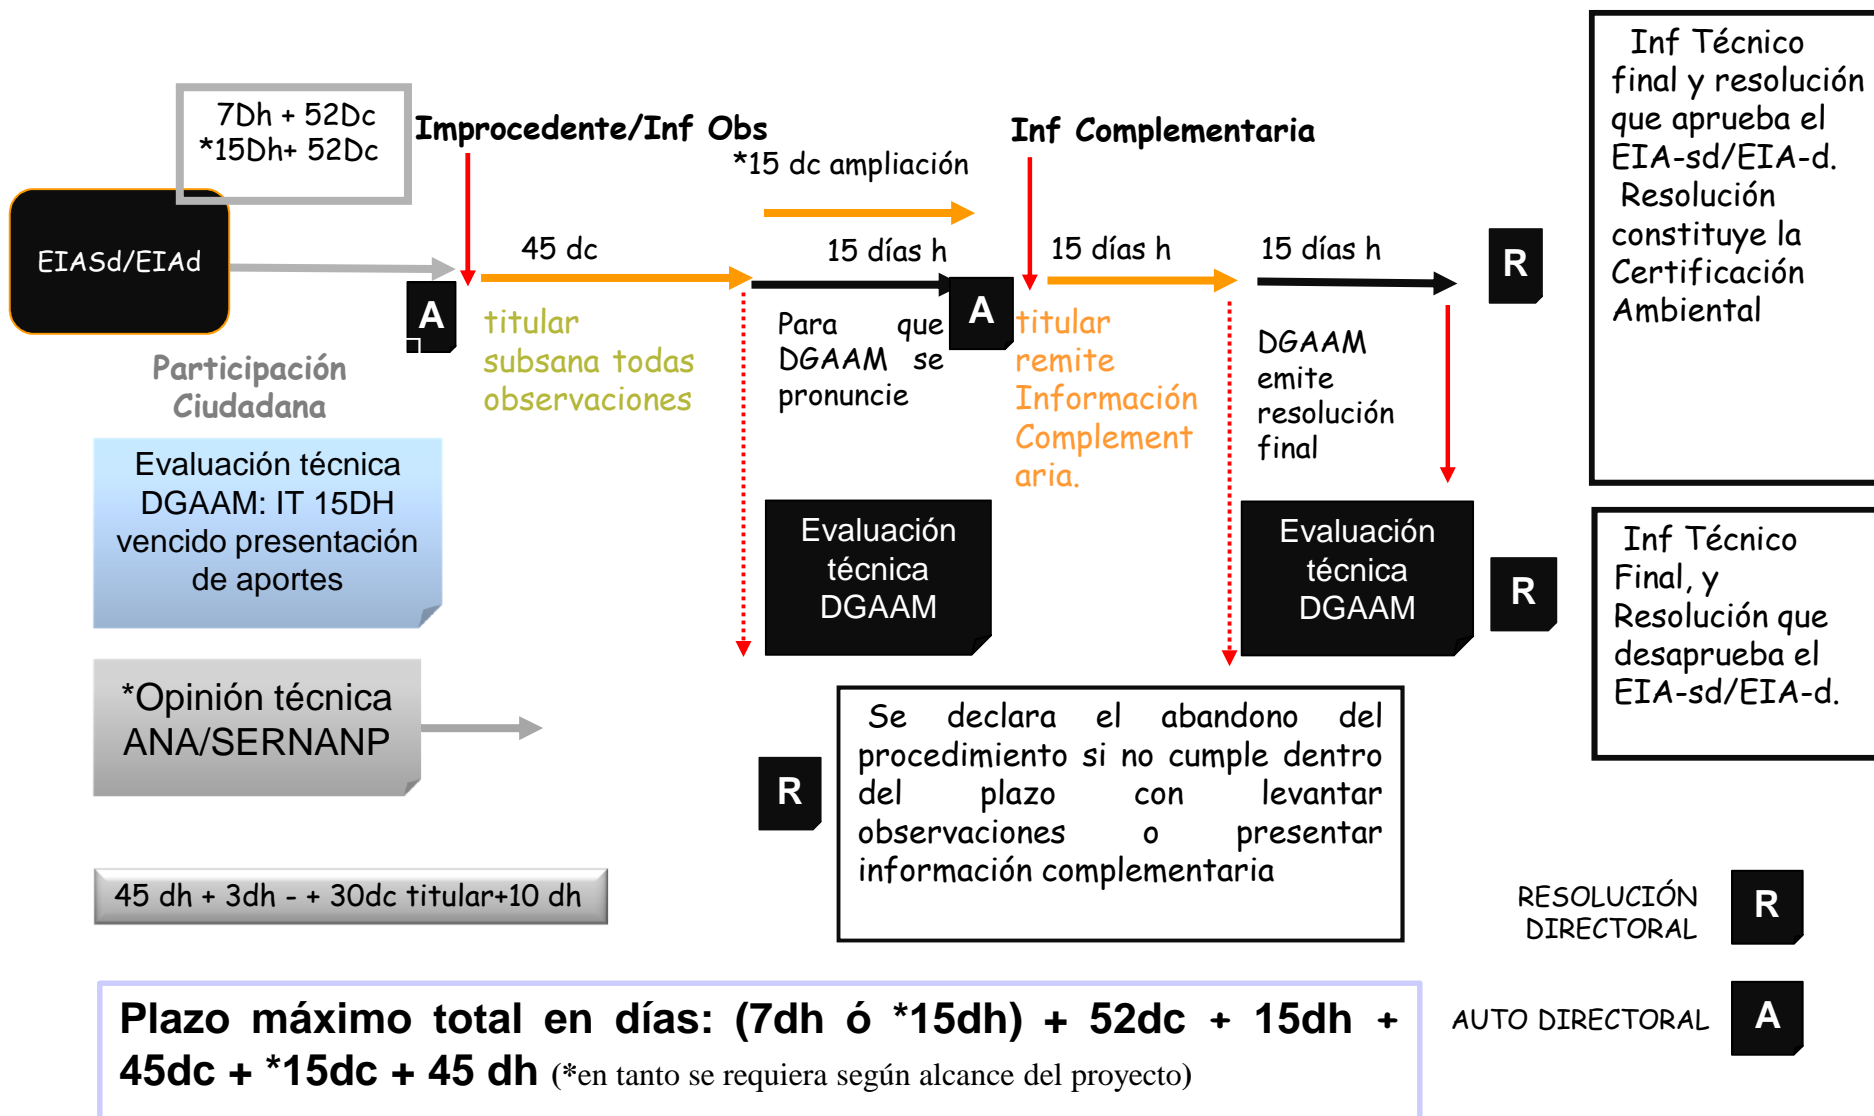 7Dh + 52Dc
*15Dh+ 52Dc
EIASd/EIAd
Improcedente/Inf Obs
*15 dc ampliación
Inf Complementaria
45 dc
15 días h
15 días h
15 días h
A
titular
subsana todas
observaciones
Para que
DGAAM se
pronuncie
A
titular
remite
Información
Complement
aria.
DGAAM
emite
resolución
final
R
Inf Técnico
final y resolución
que aprueba el
EIA-sd/EIA-d.
Resolución
constituye la
Certificación
Ambiental
Participación
Ciudadana
Evaluación técnica
DGAAM: IT 15DH
vencido presentación
de aportes
Evaluación
técnica
DGAAM
Evaluación
técnica
DGAAM
R
Inf Técnico
Final, y
Resolución que
desaprueba el
EIA-sd/EIA-d.
*Opinión técnica
ANA/SERNANP
R
Se declara el abandono del
procedimiento si no cumple dentro
del plazo con levantar
observaciones o presentar
información complementaria
45 dh + 3dh - + 30dc titular+10 dh
RESOLUCIÓN
DIRECTORAL
R
AUTO DIRECTORAL
A
Plazo máximo total en días: (7dh ó *15dh) + 52dc + 15dh +
45dc + *15dc + 45 dh (*en tanto se requiera según alcance del proyecto)